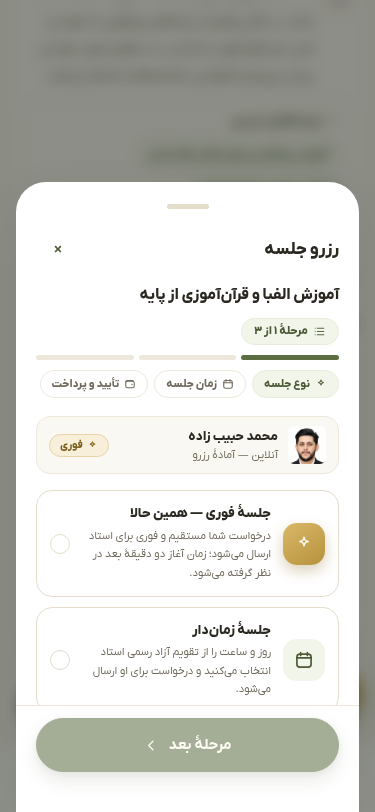 رزرو جلسه
×
آموزش الفبا و قرآن‌آموزی از پایه
مرحلهٔ ۱ از ۳
نوع جلسه
زمان جلسه
تأیید و پرداخت
محمد حبیب زاده
آنلاین — آمادهٔ رزرو
فوری
جلسهٔ فوری — همین حالا
درخواست شما مستقیم و فوری برای استاد
ارسال می‌شود؛ زمان آغاز دو دقیقهٔ بعد در
نظر گرفته می‌شود.
جلسهٔ زمان‌دار
روز و ساعت را از تقویم آزاد رسمی استاد
انتخاب می‌کنید و درخواست برای او ارسال
می‌شود.
مرحلهٔ بعد